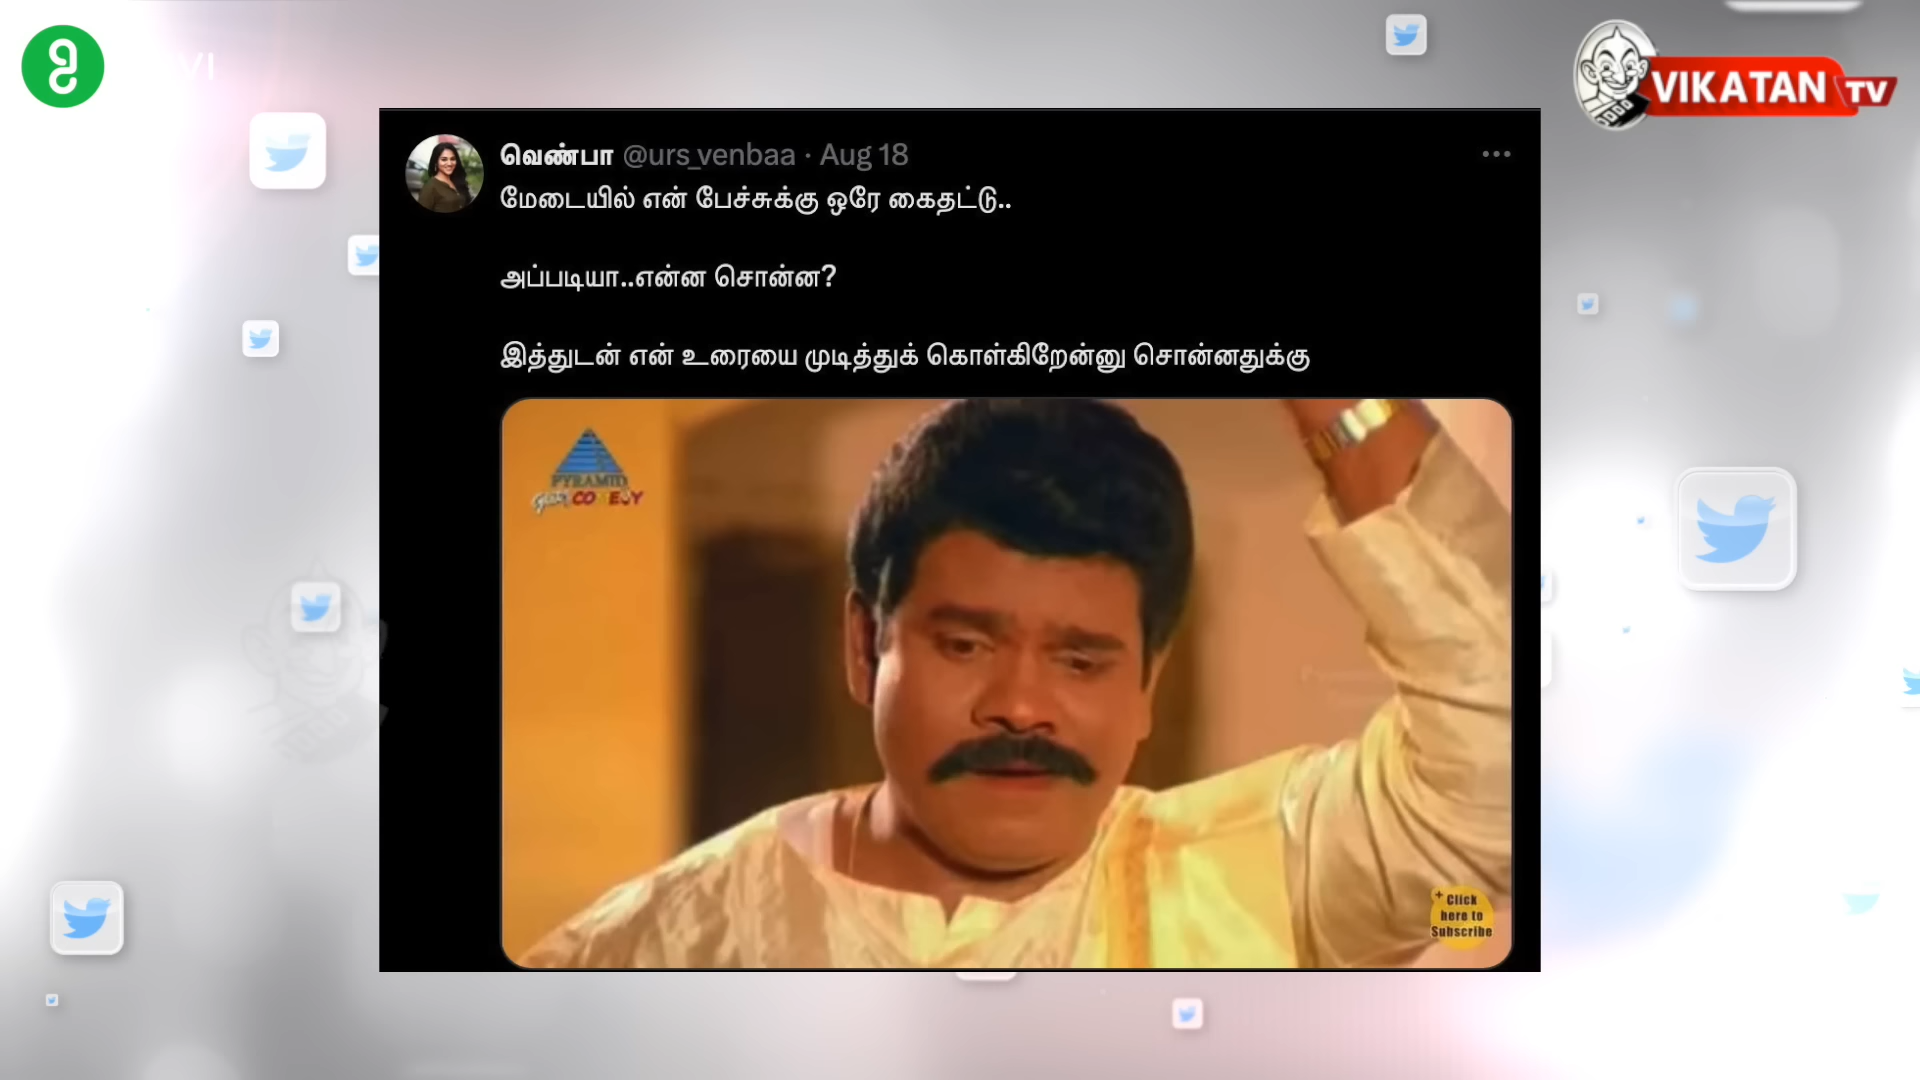 VIKATAN TV
வெண்பா @urs_venbaa · Aug 18
மேடையில் என் பேச்சுக்கு ஒரே கைதட்டு..
அப்படியா..என்ன சொன்ன?
இத்துடன் என் உரையை முடித்துக் கொள்கிறேன்னு சொன்னதுக்கு
PYRAMID
COMEDY
+ Click
here to
Subscribe